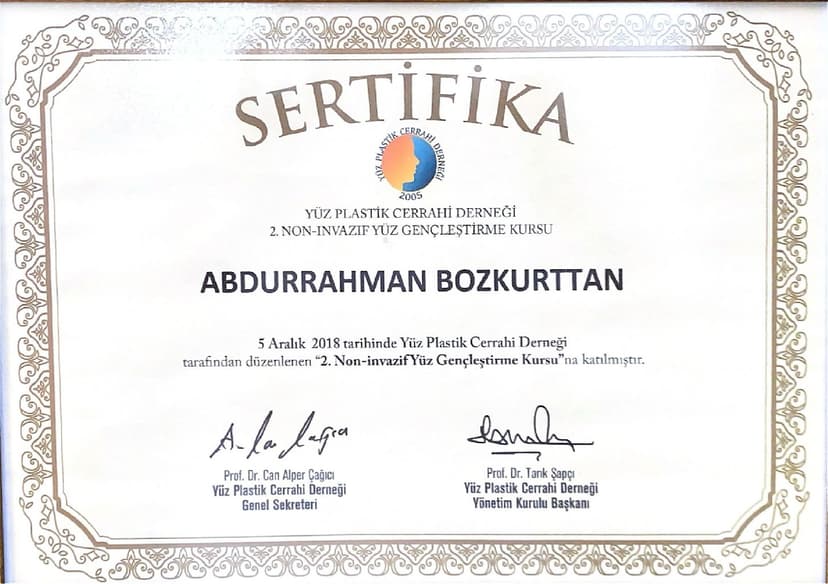 SERTİFİKA
YÜZ PLASTİK CERRAHİ DERNEĞİ
2005
YÜZ PLASTİK CERRAHİ DERNEĞİ
2. NON-INVAZIF YÜZ GENÇLEŞTİRME KURSU
ABDURRAHMAN BOZKURTTAN
5 Aralık 2018 tarihinde Yüz Plastik Cerrahi Derneği
tarafından düzenlenen “2. Non-invazif Yüz Gençleştirme Kursu”na katılmıştır.
Prof. Dr. Can Alper Çağıcı
Yüz Plastik Cerrahi Derneği
Genel Sekreteri
Prof. Dr. Tarık Şapçı
Yüz Plastik Cerrahi Derneği
Yönetim Kurulu Başkanı